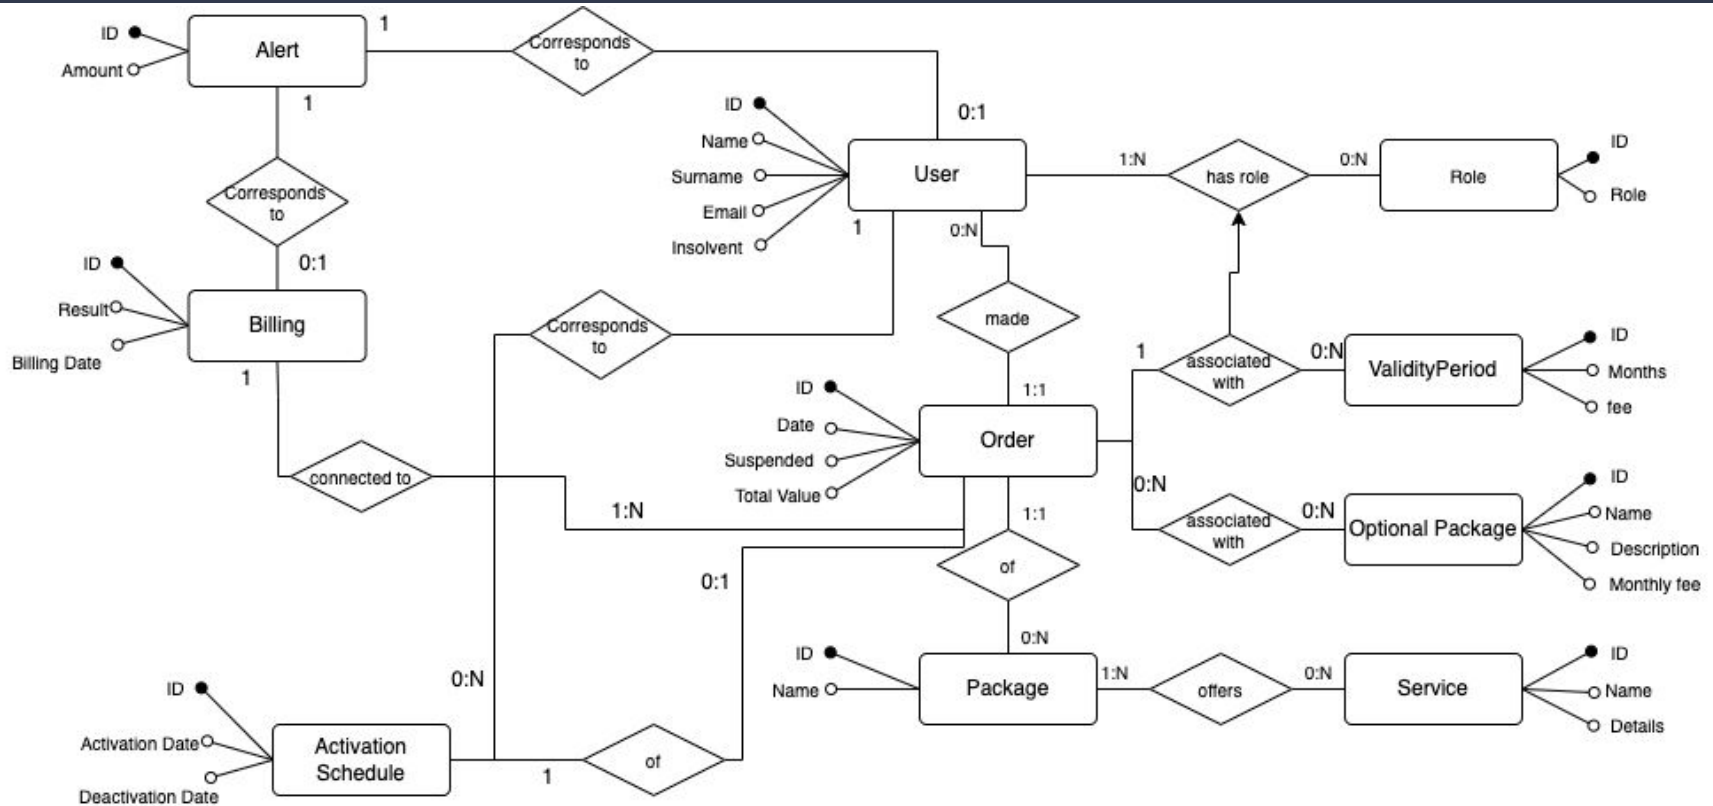 ID
Amount
Alert
1
Corresponds
to
1
0:1
ID
Name
Surname
Email
Insolvent
User
1
0:N
1:N
has role
0:N
Role
ID
Role
Corresponds
to
0:1
ID
Result
Billing Date
Billing
1
Corresponds
to
made
1:1
1
associated
with
0:N
ValidityPeriod
ID
Months
fee
ID
Date
Suspended
Total Value
Order
connected to
1:N
1:1
0:N
associated
with
0:N
Optional Package
ID
Name
Description
Monthly fee
of
0:1
0:N
0:N
ID
Name
Package
1:N
offers
0:N
Service
ID
Name
Details
ID
Activation Date
Deactivation Date
Activation
Schedule
1
of